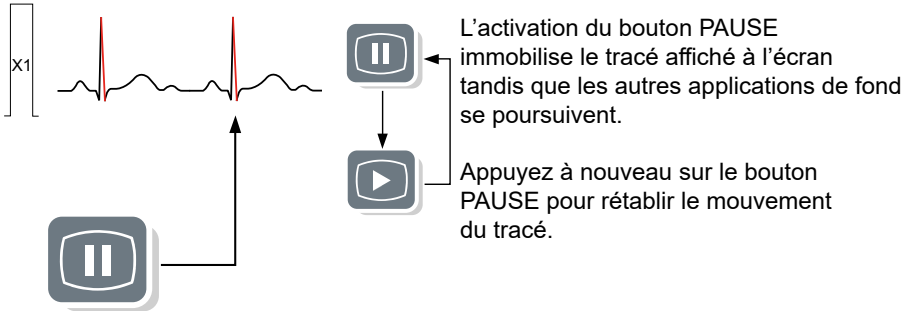 X1
L’activation du bouton PAUSE
immobilise le tracé affiché à l’écran
tandis que les autres applications de fond
se poursuivent.
Appuyez à nouveau sur le bouton
PAUSE pour rétablir le mouvement
du tracé.